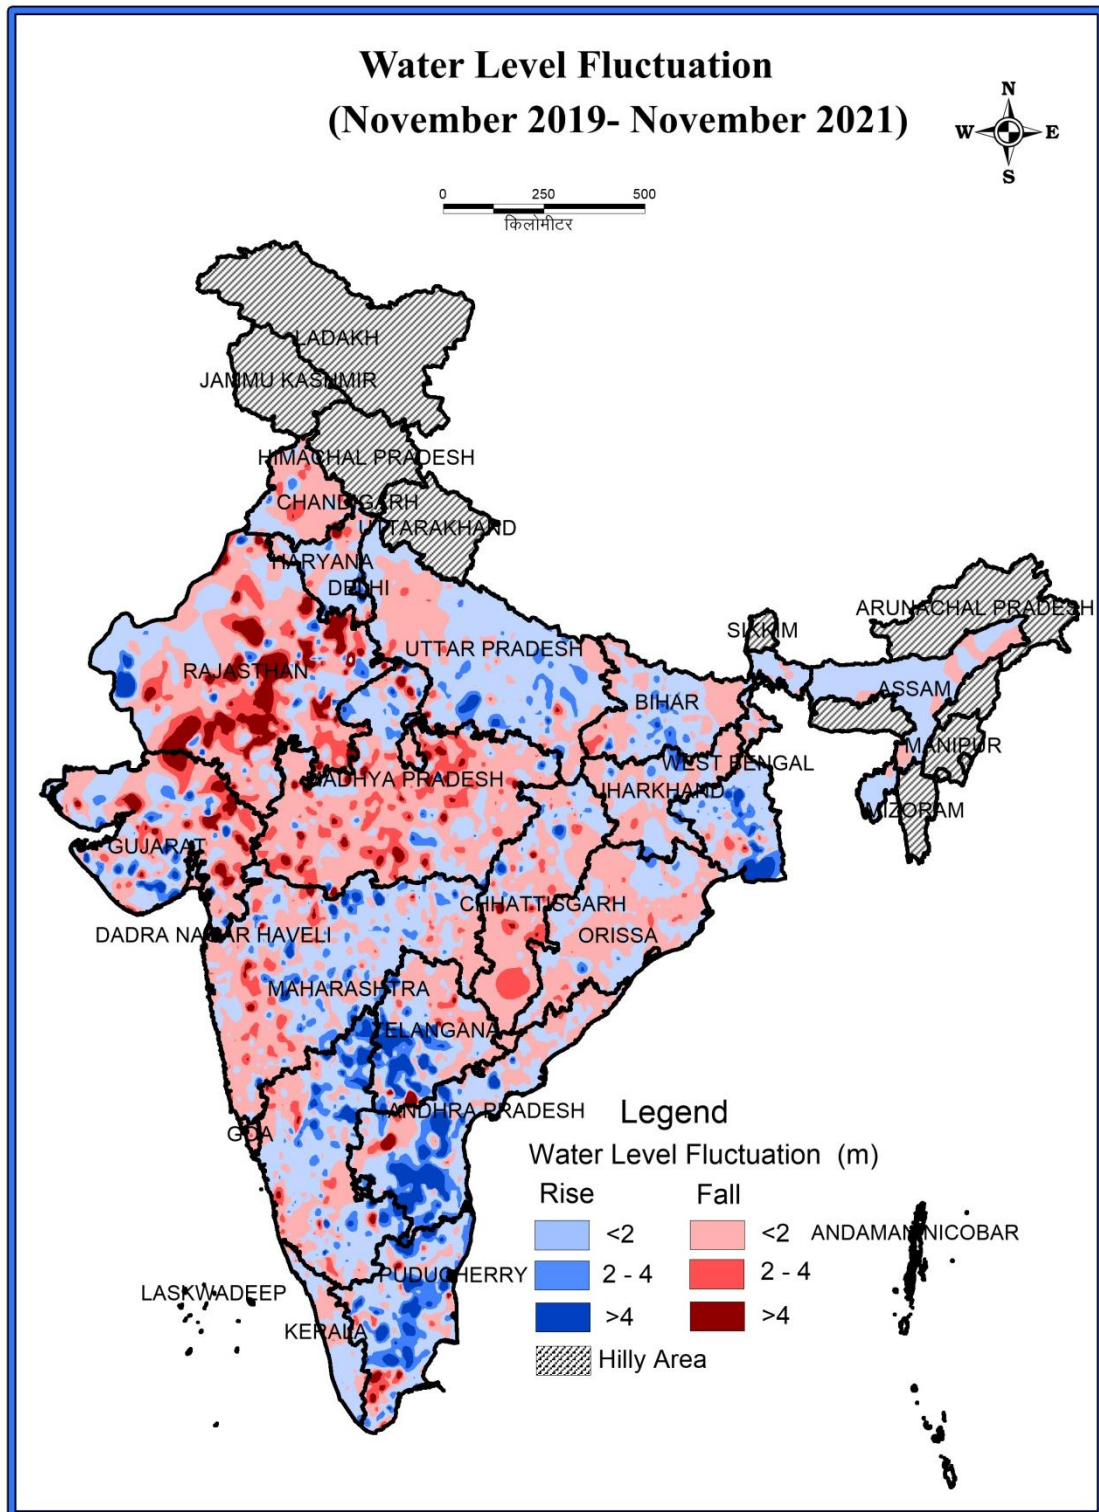 Water Level Fluctuation
(November 2019- November 2021)
N
W E
S
0 250 500
किलोमीटर
LADAKH
JAMMU KASHMIR
HIMACHAL PRADESH
CHANDIGARH
UTTARAKHAND
HARYANA
DELHI
ARUNACHAL PRADESH
SIKKIM
UTTAR PRADESH
RAJASTHAN
ASSAM
BIHAR
MANIPUR
WEST BENGAL
MADHYA PRADESH
JHARKHAND
MIZORAM
GUJARAT
CHHATTISGARH
DADRA NAGAR HAVELI
ORISSA
MAHARASHTRA
TELANGANA
ANDHRA PRADESH
GOA
Legend
Water Level Fluctuation (m)
Rise Fall
<2 <2
2 - 4 2 - 4
>4 >4
Hilly Area
ANDAMAN NICOBAR
PUDUCHERRY
LASKWADEEP
KERALA